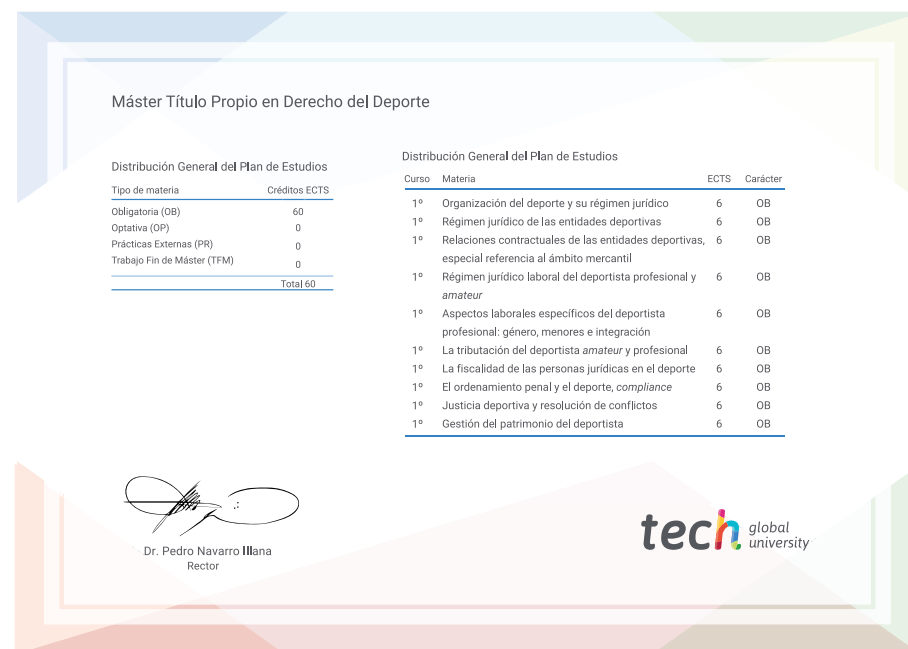 Máster Título Propio en Derecho del Deporte
Distribución General del Plan de Estudios
Tipo de materia Créditos ECTS
Obligatoria (OB) 60
Optativa (OP) 0
Prácticas Externas (PR) 0
Trabajo Fin de Máster (TFM) 0
Total 60
Distribución General del Plan de Estudios
Curso Materia ECTS Carácter
1º Organización del deporte y su régimen jurídico 6 OB
1º Régimen jurídico de las entidades deportivas 6 OB
1º Relaciones contractuales de las entidades deportivas, 6 OB
especial referencia al ámbito mercantil
1º Régimen jurídico laboral del deportista profesional y 6 OB
amateur
1º Aspectos laborales específicos del deportista 6 OB
profesional: género, menores e integración
1º La tributación del deportista amateur y profesional 6 OB
1º La fiscalidad de las personas jurídicas en el deporte 6 OB
1º El ordenamiento penal y el deporte, compliance 6 OB
1º Justicia deportiva y resolución de conflictos 6 OB
1º Gestión del patrimonio del deportista 6 OB
Dr. Pedro Navarro Illana
Rector
tech global
university